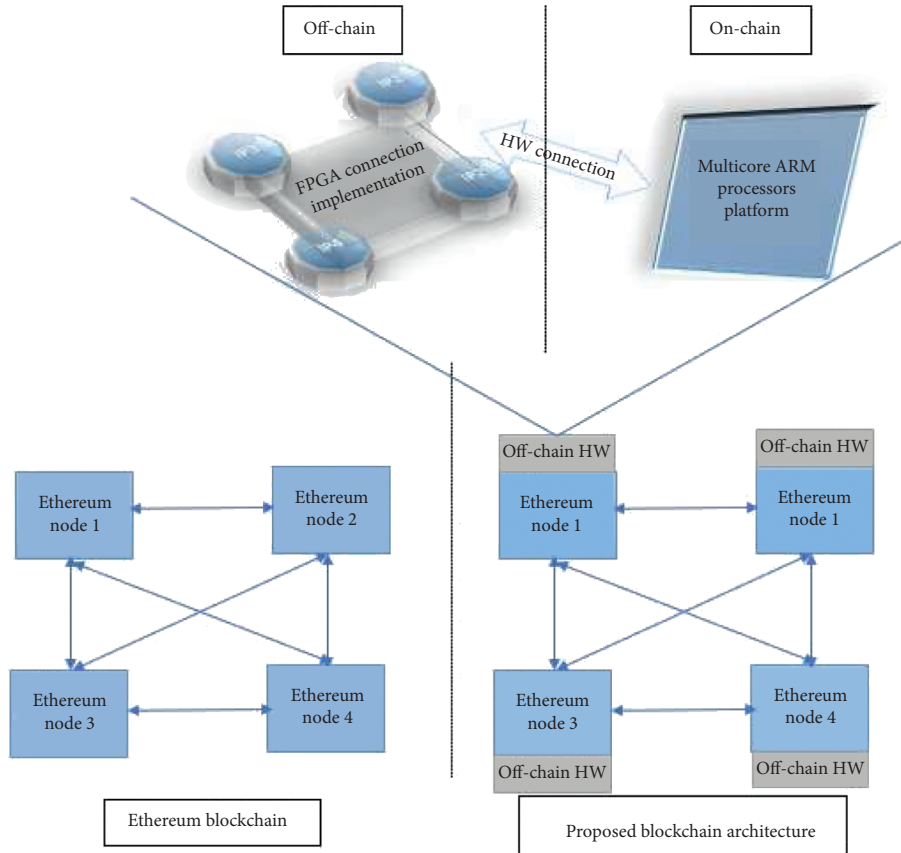 Off-chain
On-chain
HW connection
FPGA connection
implementation
Multicore ARM
processors
platform
Off-chain HW
Off-chain HW
Ethereum
node 1
Ethereum
node 2
Ethereum
node 1
Ethereum
node 1
Ethereum
node 3
Ethereum
node 4
Ethereum
node 3
Ethereum
node 4
Off-chain HW
Off-chain HW
Ethereum blockchain
Proposed blockchain architecture